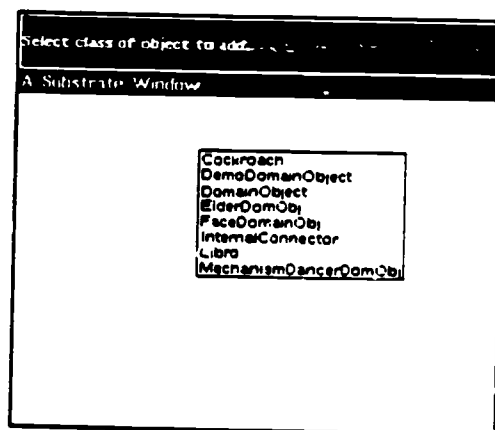 Select class of object to add.
A Substrate Window
Cockroach
DemoDomainObject
DomainObject
ElderDomObj
FaceDomainObj
InternalConnector
Libra
MechanismDancerDomObj